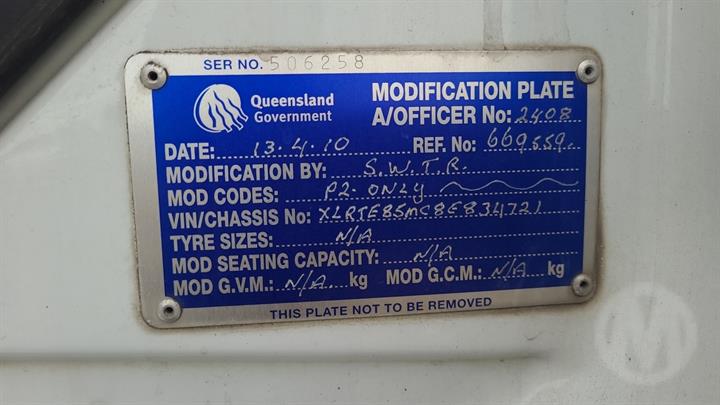 SER NO. 506258
Queensland Government
MODIFICATION PLATE
A/OFFICER No: 2408
DATE: 13.4.10 REF. No: 669559.
MODIFICATION BY: S.W.T.R.
MOD CODES: P2-ONLY
VIN/CHASSIS No: XLRTE85MC8E834721
TYRE SIZES: N/A
MOD SEATING CAPACITY: N/A
MOD G.V.M: N/A. kg MOD G.C.M: N/A kg
THIS PLATE NOT TO BE REMOVED
M